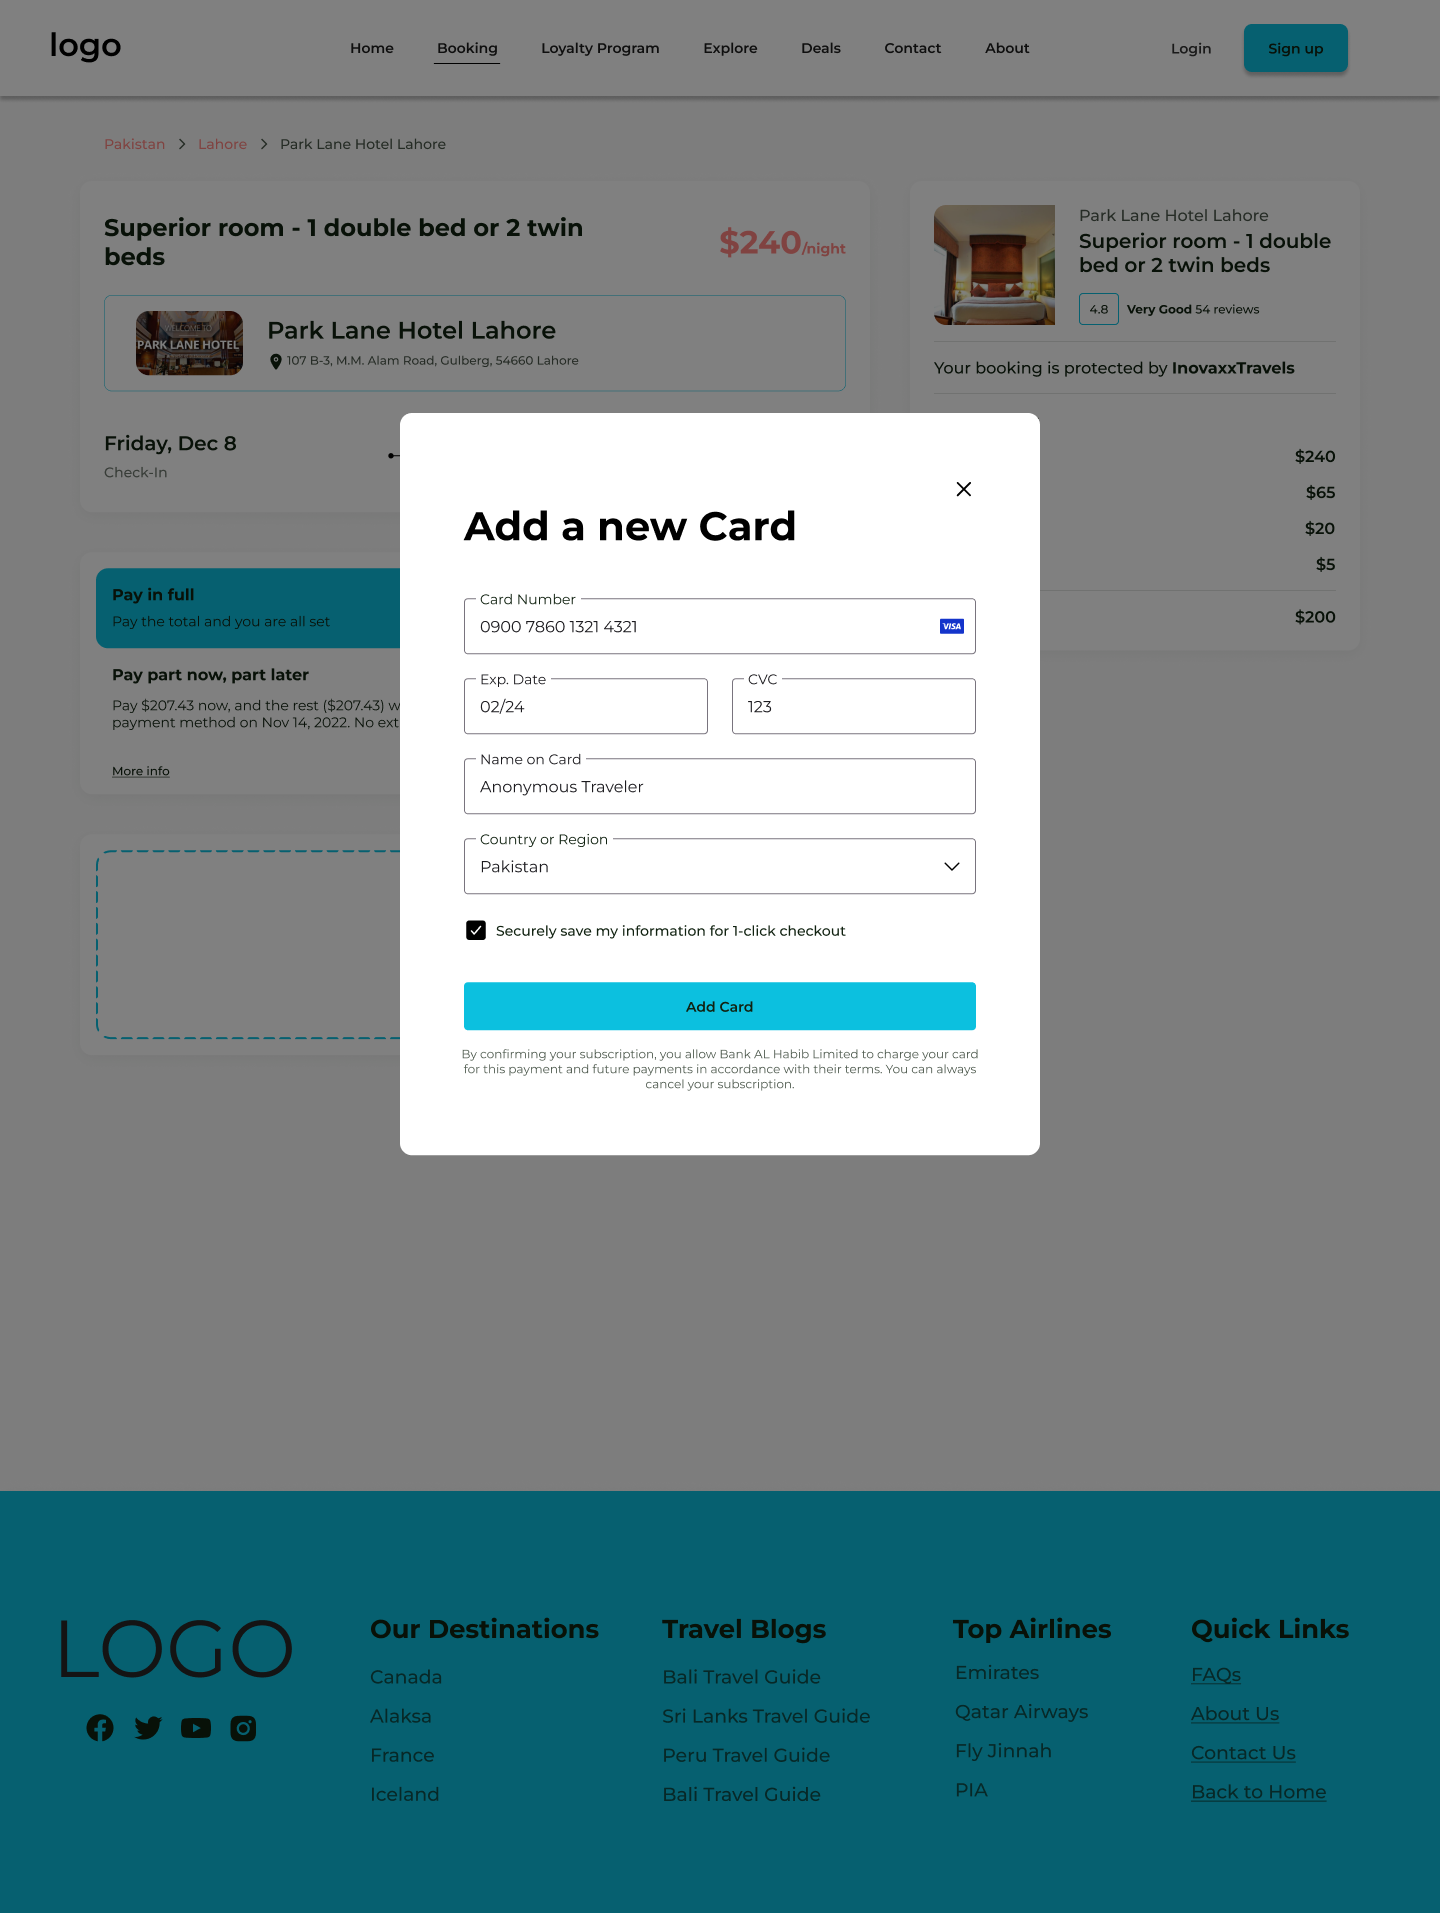 logo
Home Booking Loyalty Program Explore Deals Contact About Login Sign up
Pakistan Lahore Park Lane Hotel Lahore
Superior room - 1 double bed or 2 twin
beds
$240/night
WELCOME TO
PARK LANE HOTEL
Park Lane Hotel Lahore
107 B-3, M.M. Alam Road, Gulberg, 54660 Lahore
Friday, Dec 8
Check-In
Park Lane Hotel Lahore
Superior room - 1 double
bed or 2 twin beds
4.8 Very Good 54 reviews
Your booking is protected by InovaxxTravels
$240
$65
$20
$5
$200
Pay in full
Pay the total and you are all set
Pay part now, part later
Pay $207.43 now, and the rest ($207.43) w
payment method on Nov 14, 2022. No ext
More info
Add a new Card
Card Number
0900 7860 1321 4321 VISA
Exp. Date
02/24
CVC
123
Name on Card
Anonymous Traveler
Country or Region
Pakistan
Securely save my information for 1-click checkout
Add Card
By confirming your subscription, you allow Bank AL Habib Limited to charge your card
for this payment and future payments in accordance with their terms. You can always
cancel your subscription.
LOGO
Our Destinations
Canada
Alaksa
France
Iceland
Travel Blogs
Bali Travel Guide
Sri Lanks Travel Guide
Peru Travel Guide
Bali Travel Guide
Top Airlines
Emirates
Qatar Airways
Fly Jinnah
PIA
Quick Links
FAQs
About Us
Contact Us
Back to Home